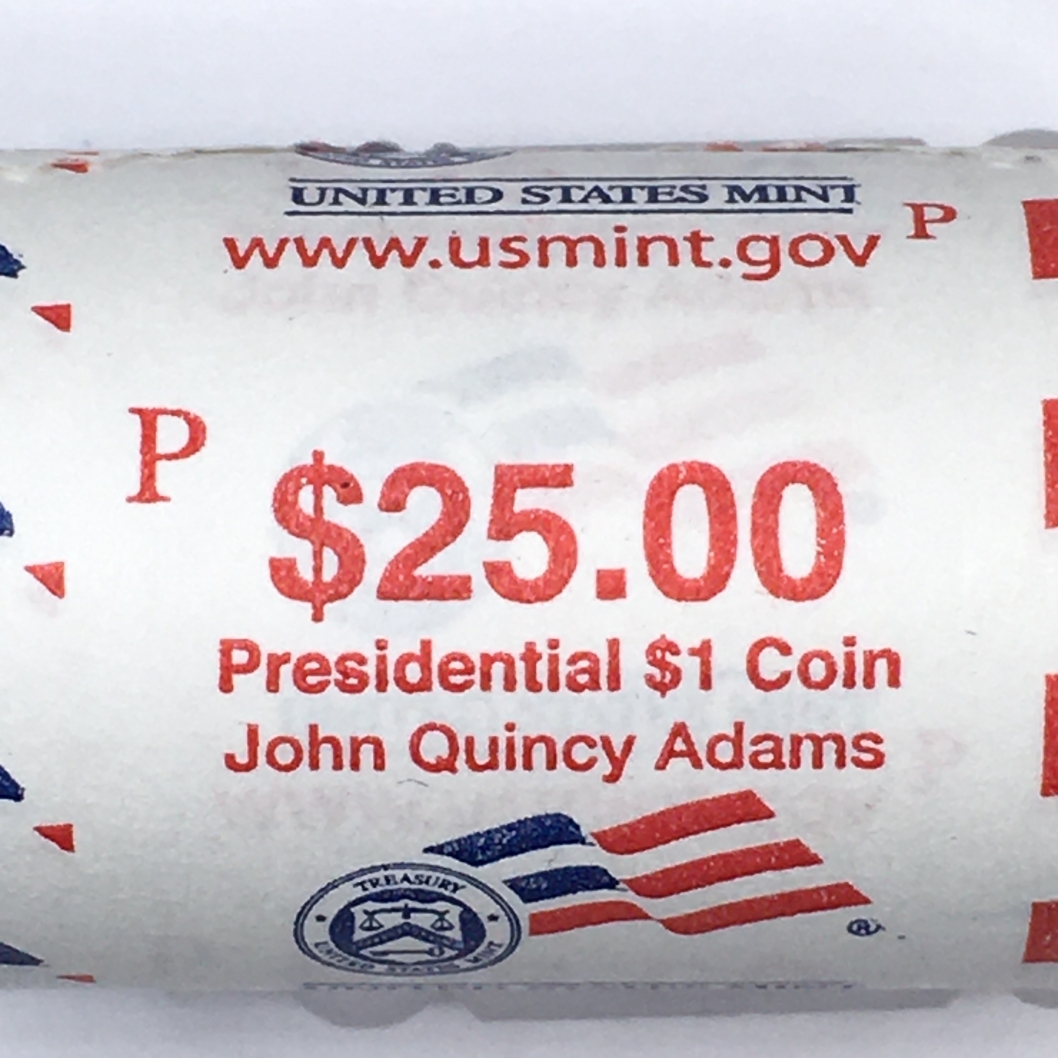 UNITED STATES MINT
www.usmint.gov P
P
$25.00
Presidential $1 Coin
John Quincy Adams
TREASURY
UNITED STATES MINT
®